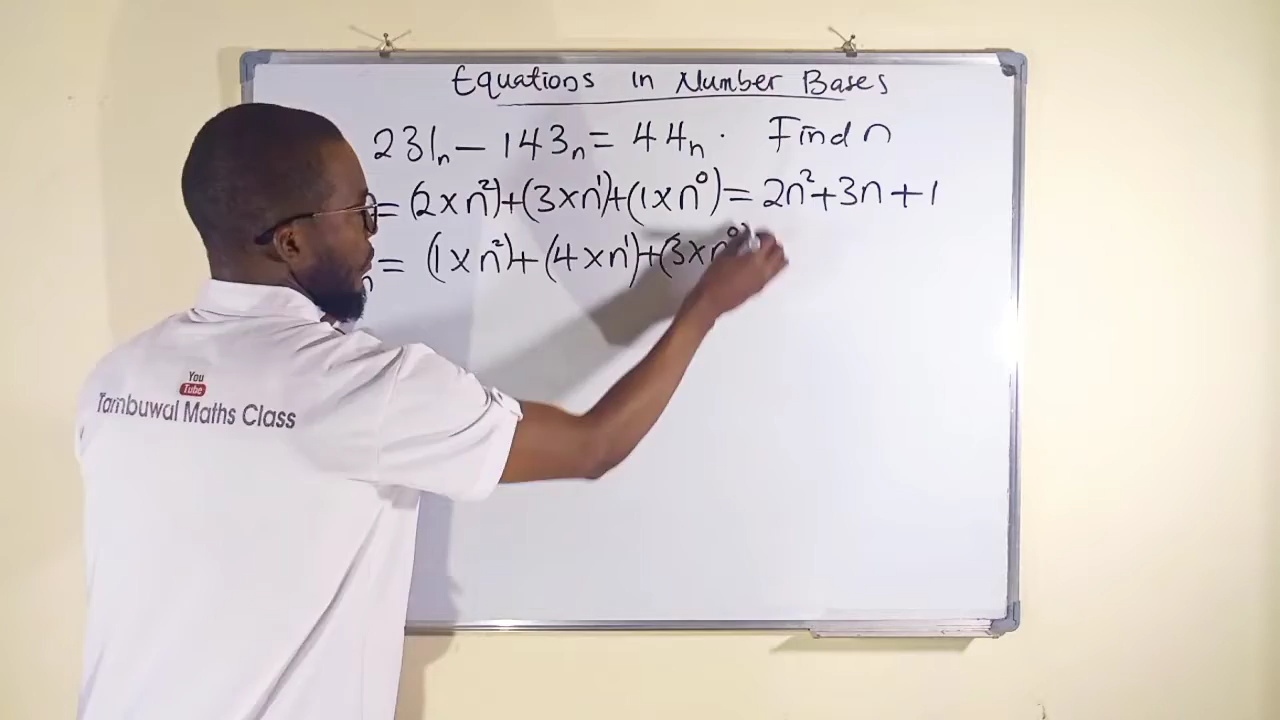 Equations in Number Bases
231ₙ - 143ₙ = 44ₙ. Find n
= (2 × n²) + (3 × n¹) + (1 × n⁰) = 2n² + 3n + 1
ₙ = (1 × n²) + (4 × n¹) + (3 × n⁰)
You
Tube
Tambuwal Maths Class